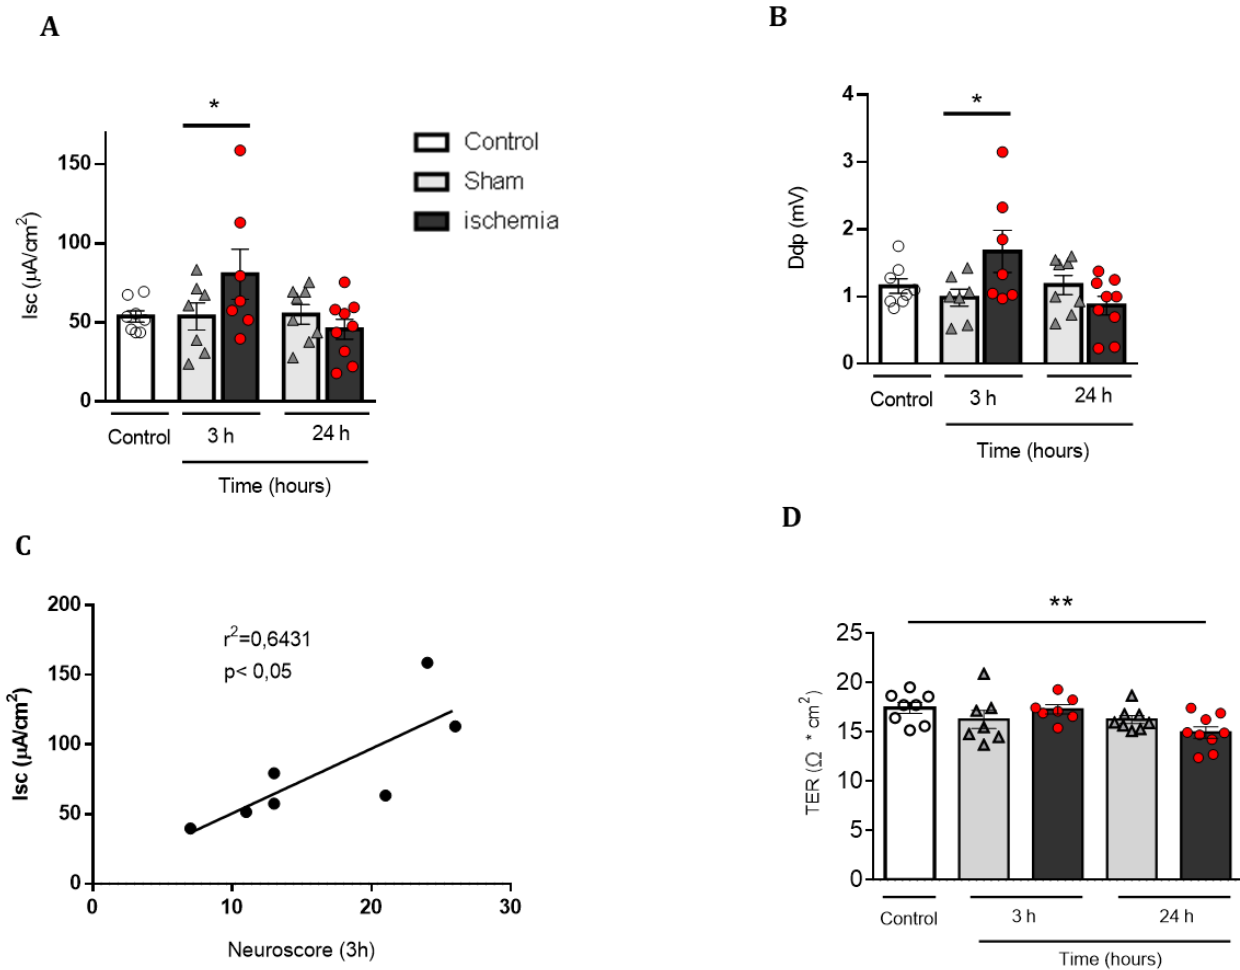 A
*
150
100
50
0
Isc (µA/cm²)
Control
3 h
24 h
Time (hours)
Control
Sham
ischemia
B
*
4
3
2
1
0
Ddp (mV)
Control
3 h
24 h
Time (hours)
C
200
150
100
50
0
Isc (µA/cm²)
r²=0,6431
p< 0,05
0
10
20
30
Neuroscore (3h)
D
**
25
20
15
10
5
0
TER (Ω * cm²)
Control
3 h
24 h
Time (hours)